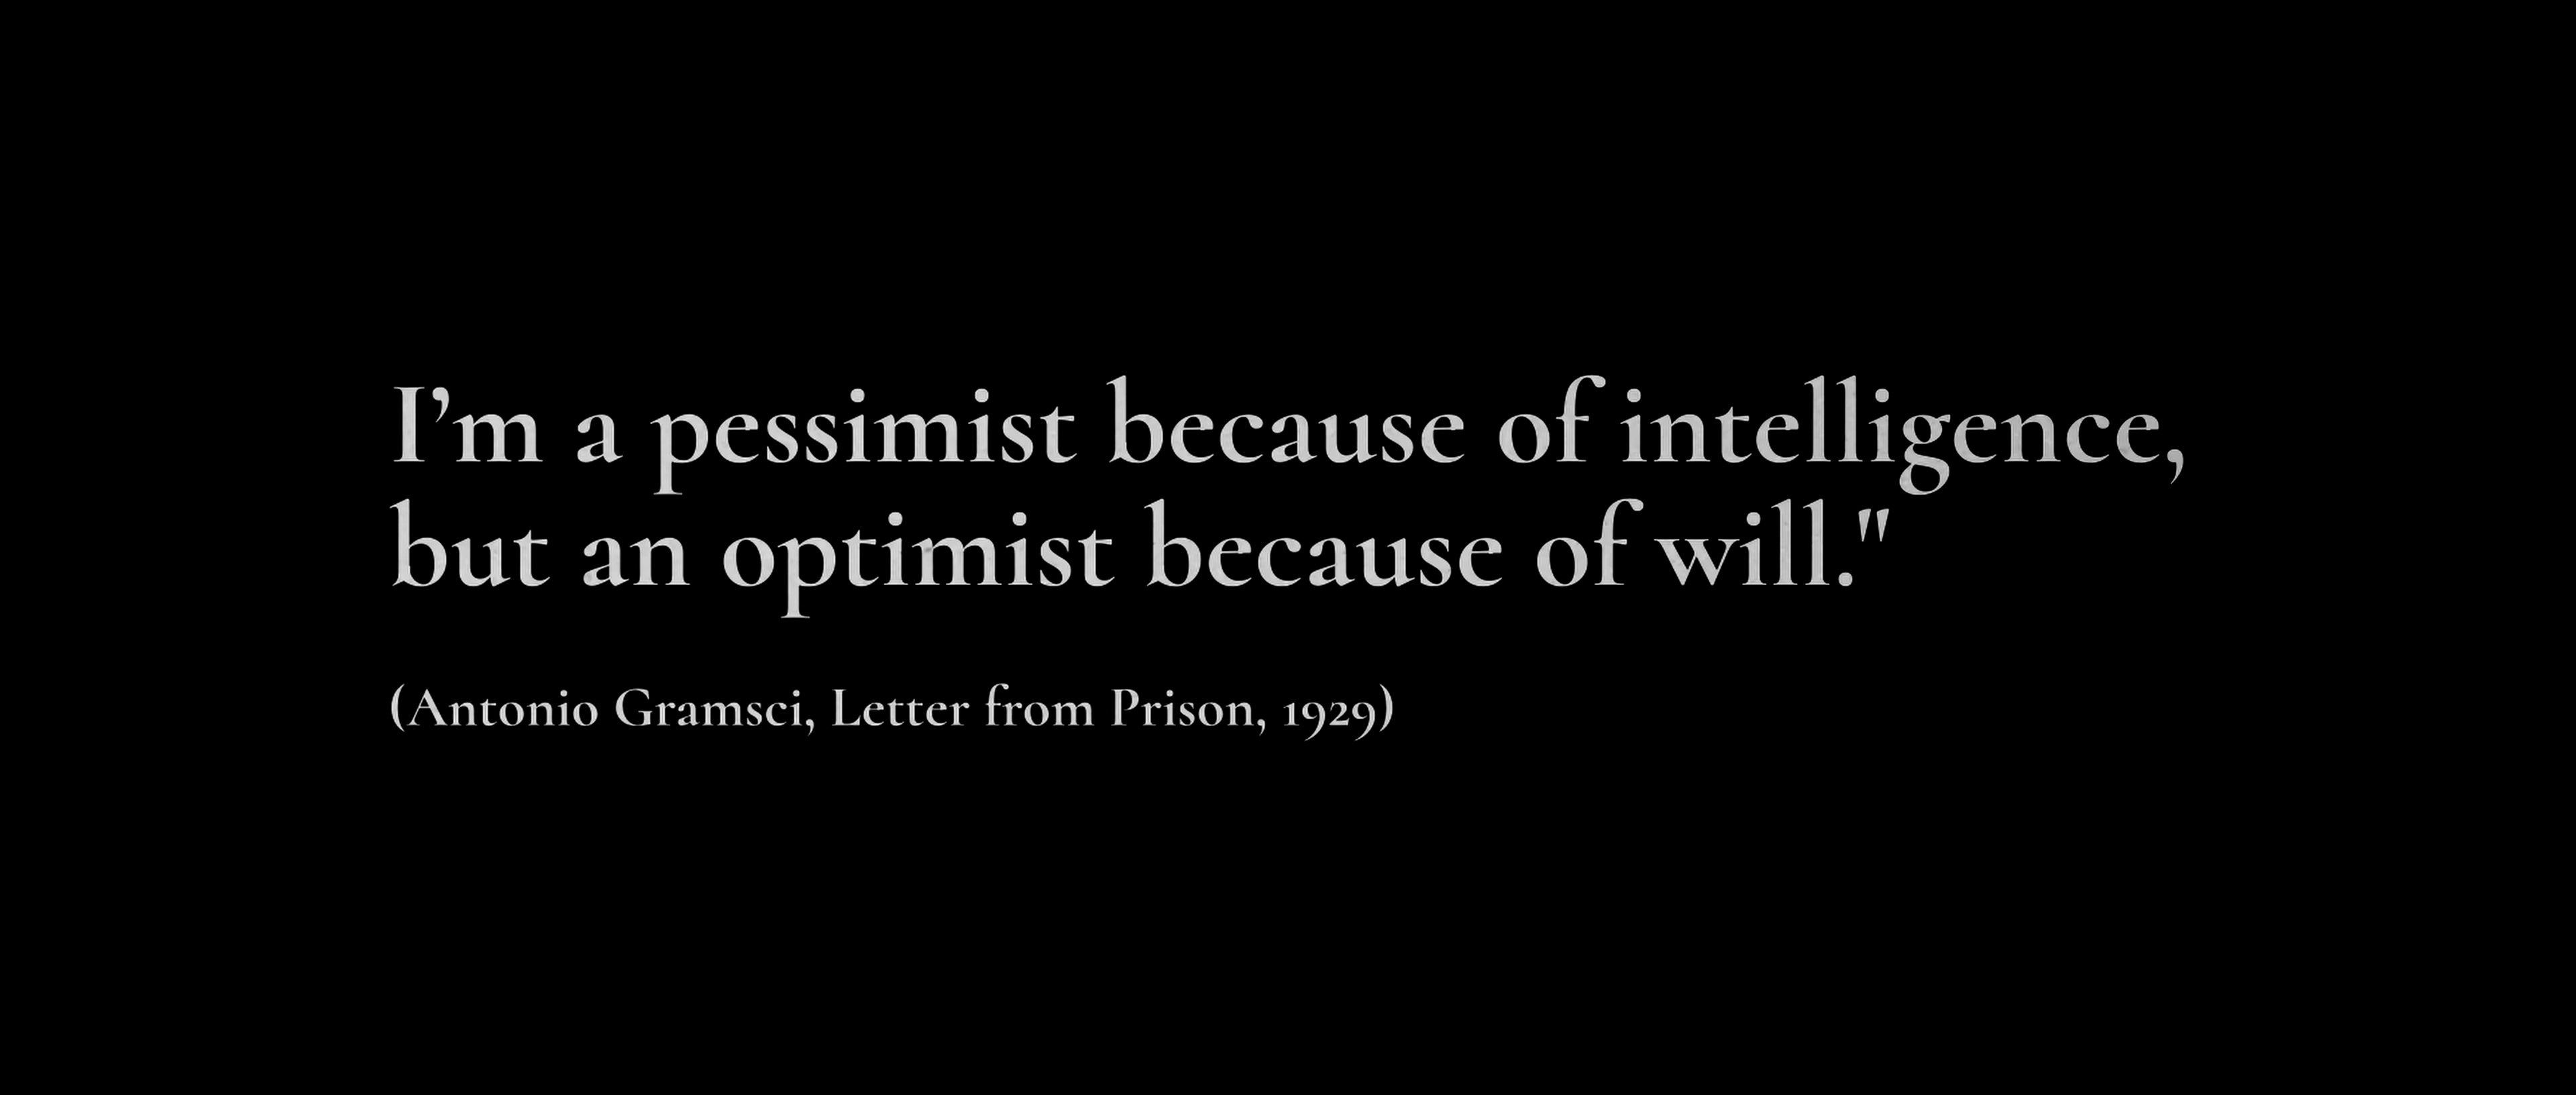 I’m a pessimist because of intelligence,
but an optimist because of will."
(Antonio Gramsci, Letter from Prison, 1929)